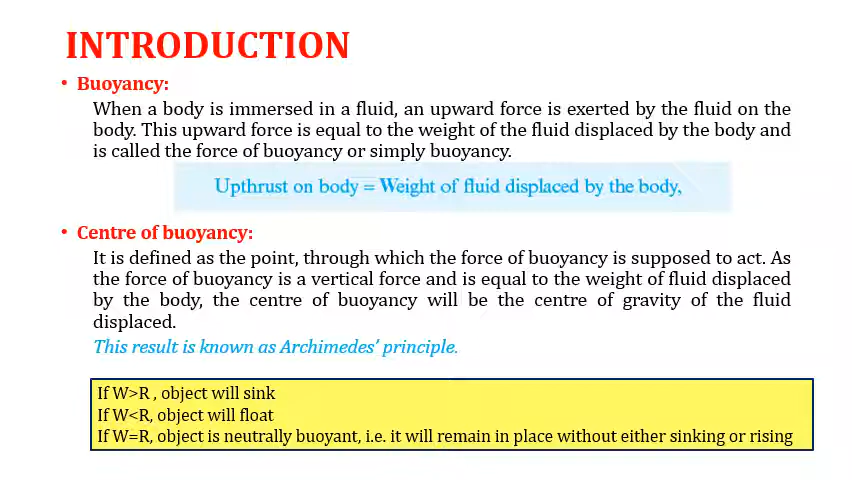 INTRODUCTION
• Buoyancy:
When a body is immersed in a fluid, an upward force is exerted by the fluid on the
body. This upward force is equal to the weight of the fluid displaced by the body and
is called the force of buoyancy or simply buoyancy.
Upthrust on body = Weight of fluid displaced by the body,
• Centre of buoyancy:
It is defined as the point, through which the force of buoyancy is supposed to act. As
the force of buoyancy is a vertical force and is equal to the weight of fluid displaced
by the body, the centre of buoyancy will be the centre of gravity of the fluid
displaced.
This result is known as Archimedes' principle.
If W>R , object will sink
If W<R, object will float
If W=R, object is neutrally buoyant, i.e. it will remain in place without either sinking or rising